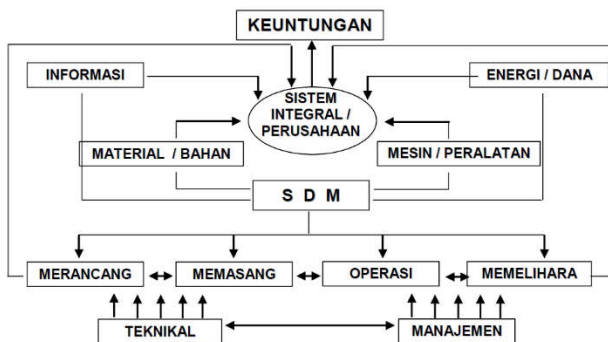 KEUNTUNGAN
INFORMASI
ENERGI / DANA
SISTEM
INTEGRAL /
PERUSAHAAN
MATERIAL / BAHAN
MESIN / PERALATAN
S D M
MERANCANG
MEMASANG
OPERASI
MEMELIHARA
TEKNIKAL
MANAJEMEN